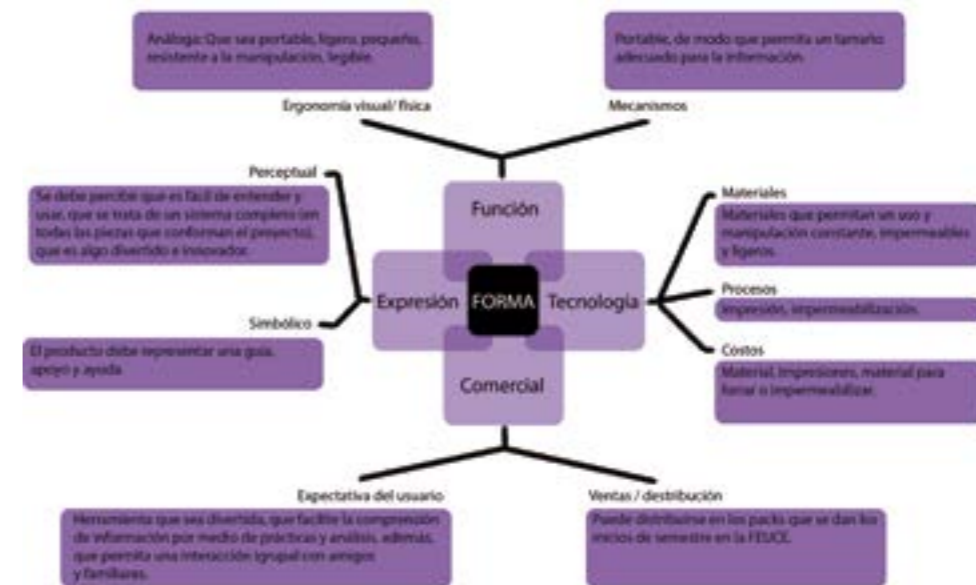 Análoga: Que sea portable, ligero, pequeño,
resistente a la manipulación, legible.
Portable, de modo que permita un tamaño
adecuado para la información.
Ergonomía visual/ física
Mecanismos
Perceptual
Se debe percibir que es fácil de entender y
usar, que se trata de un sistema completo (en
todas las piezas que conforman el proyecto),
que es algo divertido e innovador.
Simbólico
El producto debe representar una guía,
apoyo y ayuda.
Función
Expresión
FORMA
Tecnología
Comercial
Materiales
Materiales que permitan un uso y
manipulación constante, impermeables
y ligeros.
Procesos
Impresión, impermeabilización.
Costos
Material, impresiones, material para
forrar o impermeabilizar.
Expectativa del usuario
Herramienta que sea divertida, que facilite la comprensión
de información por medio de prácticas y análisis, además,
que permita una interacción igrupal con amigos
y familiares.
Ventas / destribución
Puede distribuirse en los packs que se dan los
inicios de semestre en la FEUCE.